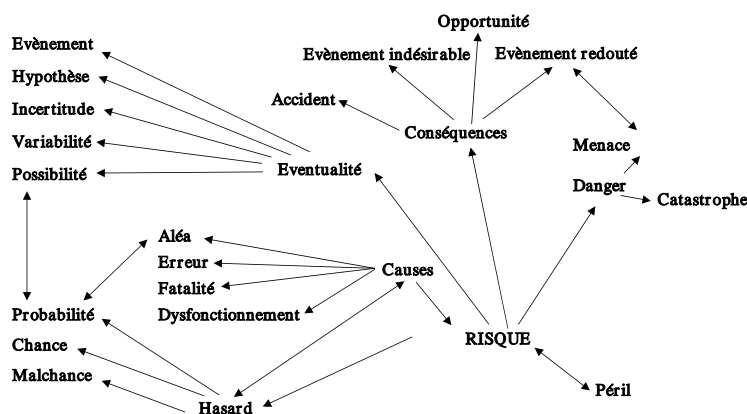 Opportunité
Evènement
Evènement indésirable
Evènement redouté
Hypothèse
Accident
Incertitude
Conséquences
Variabilité
Menace
Possibilité
Eventualité
Danger
Catastrophe
Aléa
Erreur
Causes
Fatalité
Probabilité
Dysfonctionnement
RISQUE
Chance
Malchance
Péril
Hasard